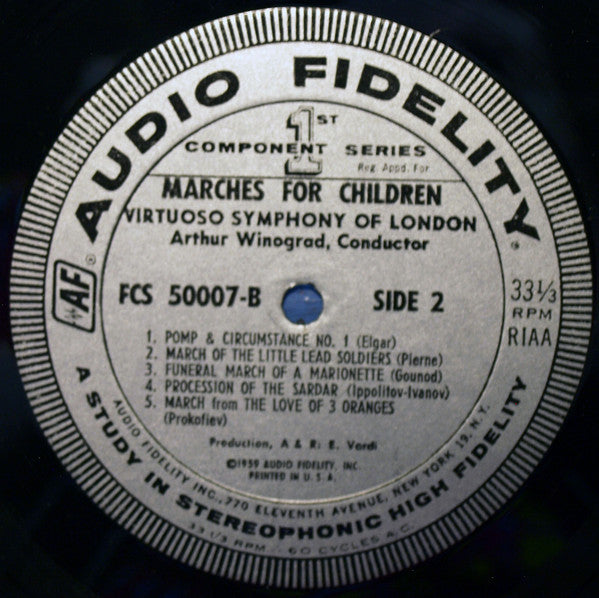 AUDIO FIDELITY®
1ST
COMPONENT SERIES
Reg. Appd. For
MARCHES FOR CHILDREN
VIRTUOSO SYMPHONY OF LONDON
Arthur Winograd, Conductor
AF
FCS 50007-B
SIDE 2
33⅓
RPM
RIAA
1. POMP & CIRCUMSTANCE NO. 1 (Elgar)
2. MARCH OF THE LITTLE LEAD SOLDIERS (Pierne)
3. FUNERAL MARCH OF A MARIONETTE (Gounod)
4. PROCESSION OF THE SARDAR (Ippolitov-Ivanov)
5. MARCH from THE LOVE OF 3 ORANGES
(Prokofiev)
Production, A & R: E. Vardi
©1959 AUDIO FIDELITY, INC.
PRINTED IN U. S. A.
AUDIO FIDELITY INC., 770 ELEVENTH AVENUE, NEW YORK 19, N.Y.
A STUDY IN STEREOPHONIC HIGH FIDELITY
33 1/3 RPM - 60 CYCLES A.C.